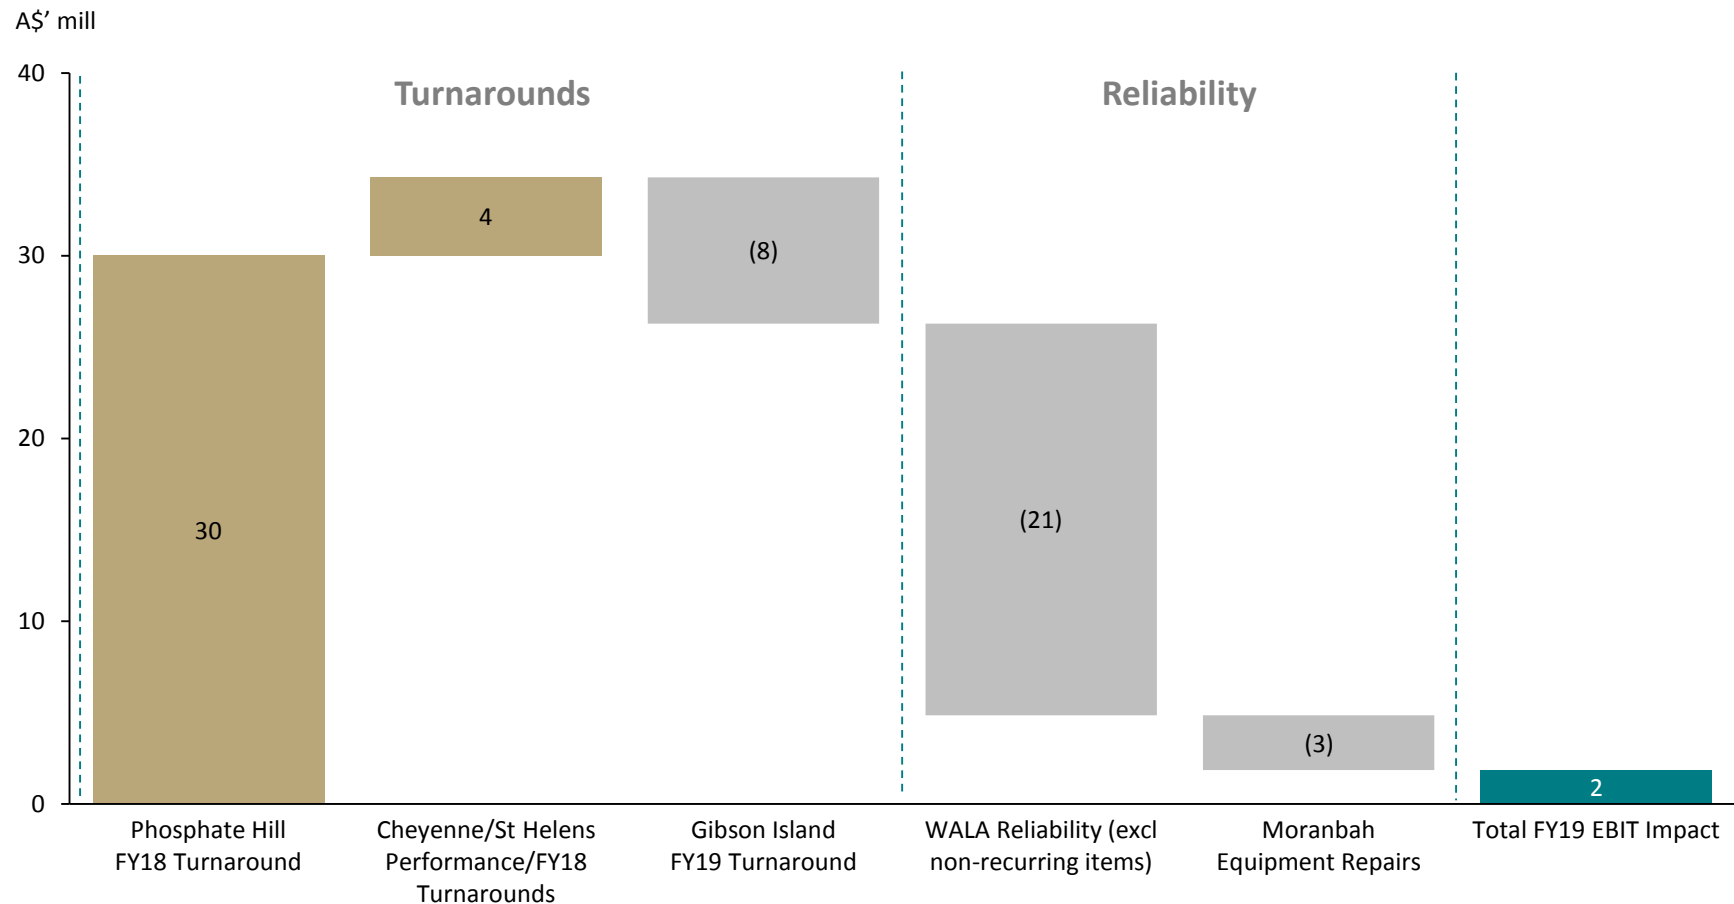 A$' mill
Turnarounds
Reliability
40
30
20
10
0
30
4
(8)
(21)
(3)
2
Phosphate Hill
FY18 Turnaround
Cheyenne/St Helens
Performance/FY18
Turnarounds
Gibson Island
FY19 Turnaround
WALA Reliability (excl
non-recurring items)
Moranbah
Equipment Repairs
Total FY19 EBIT Impact